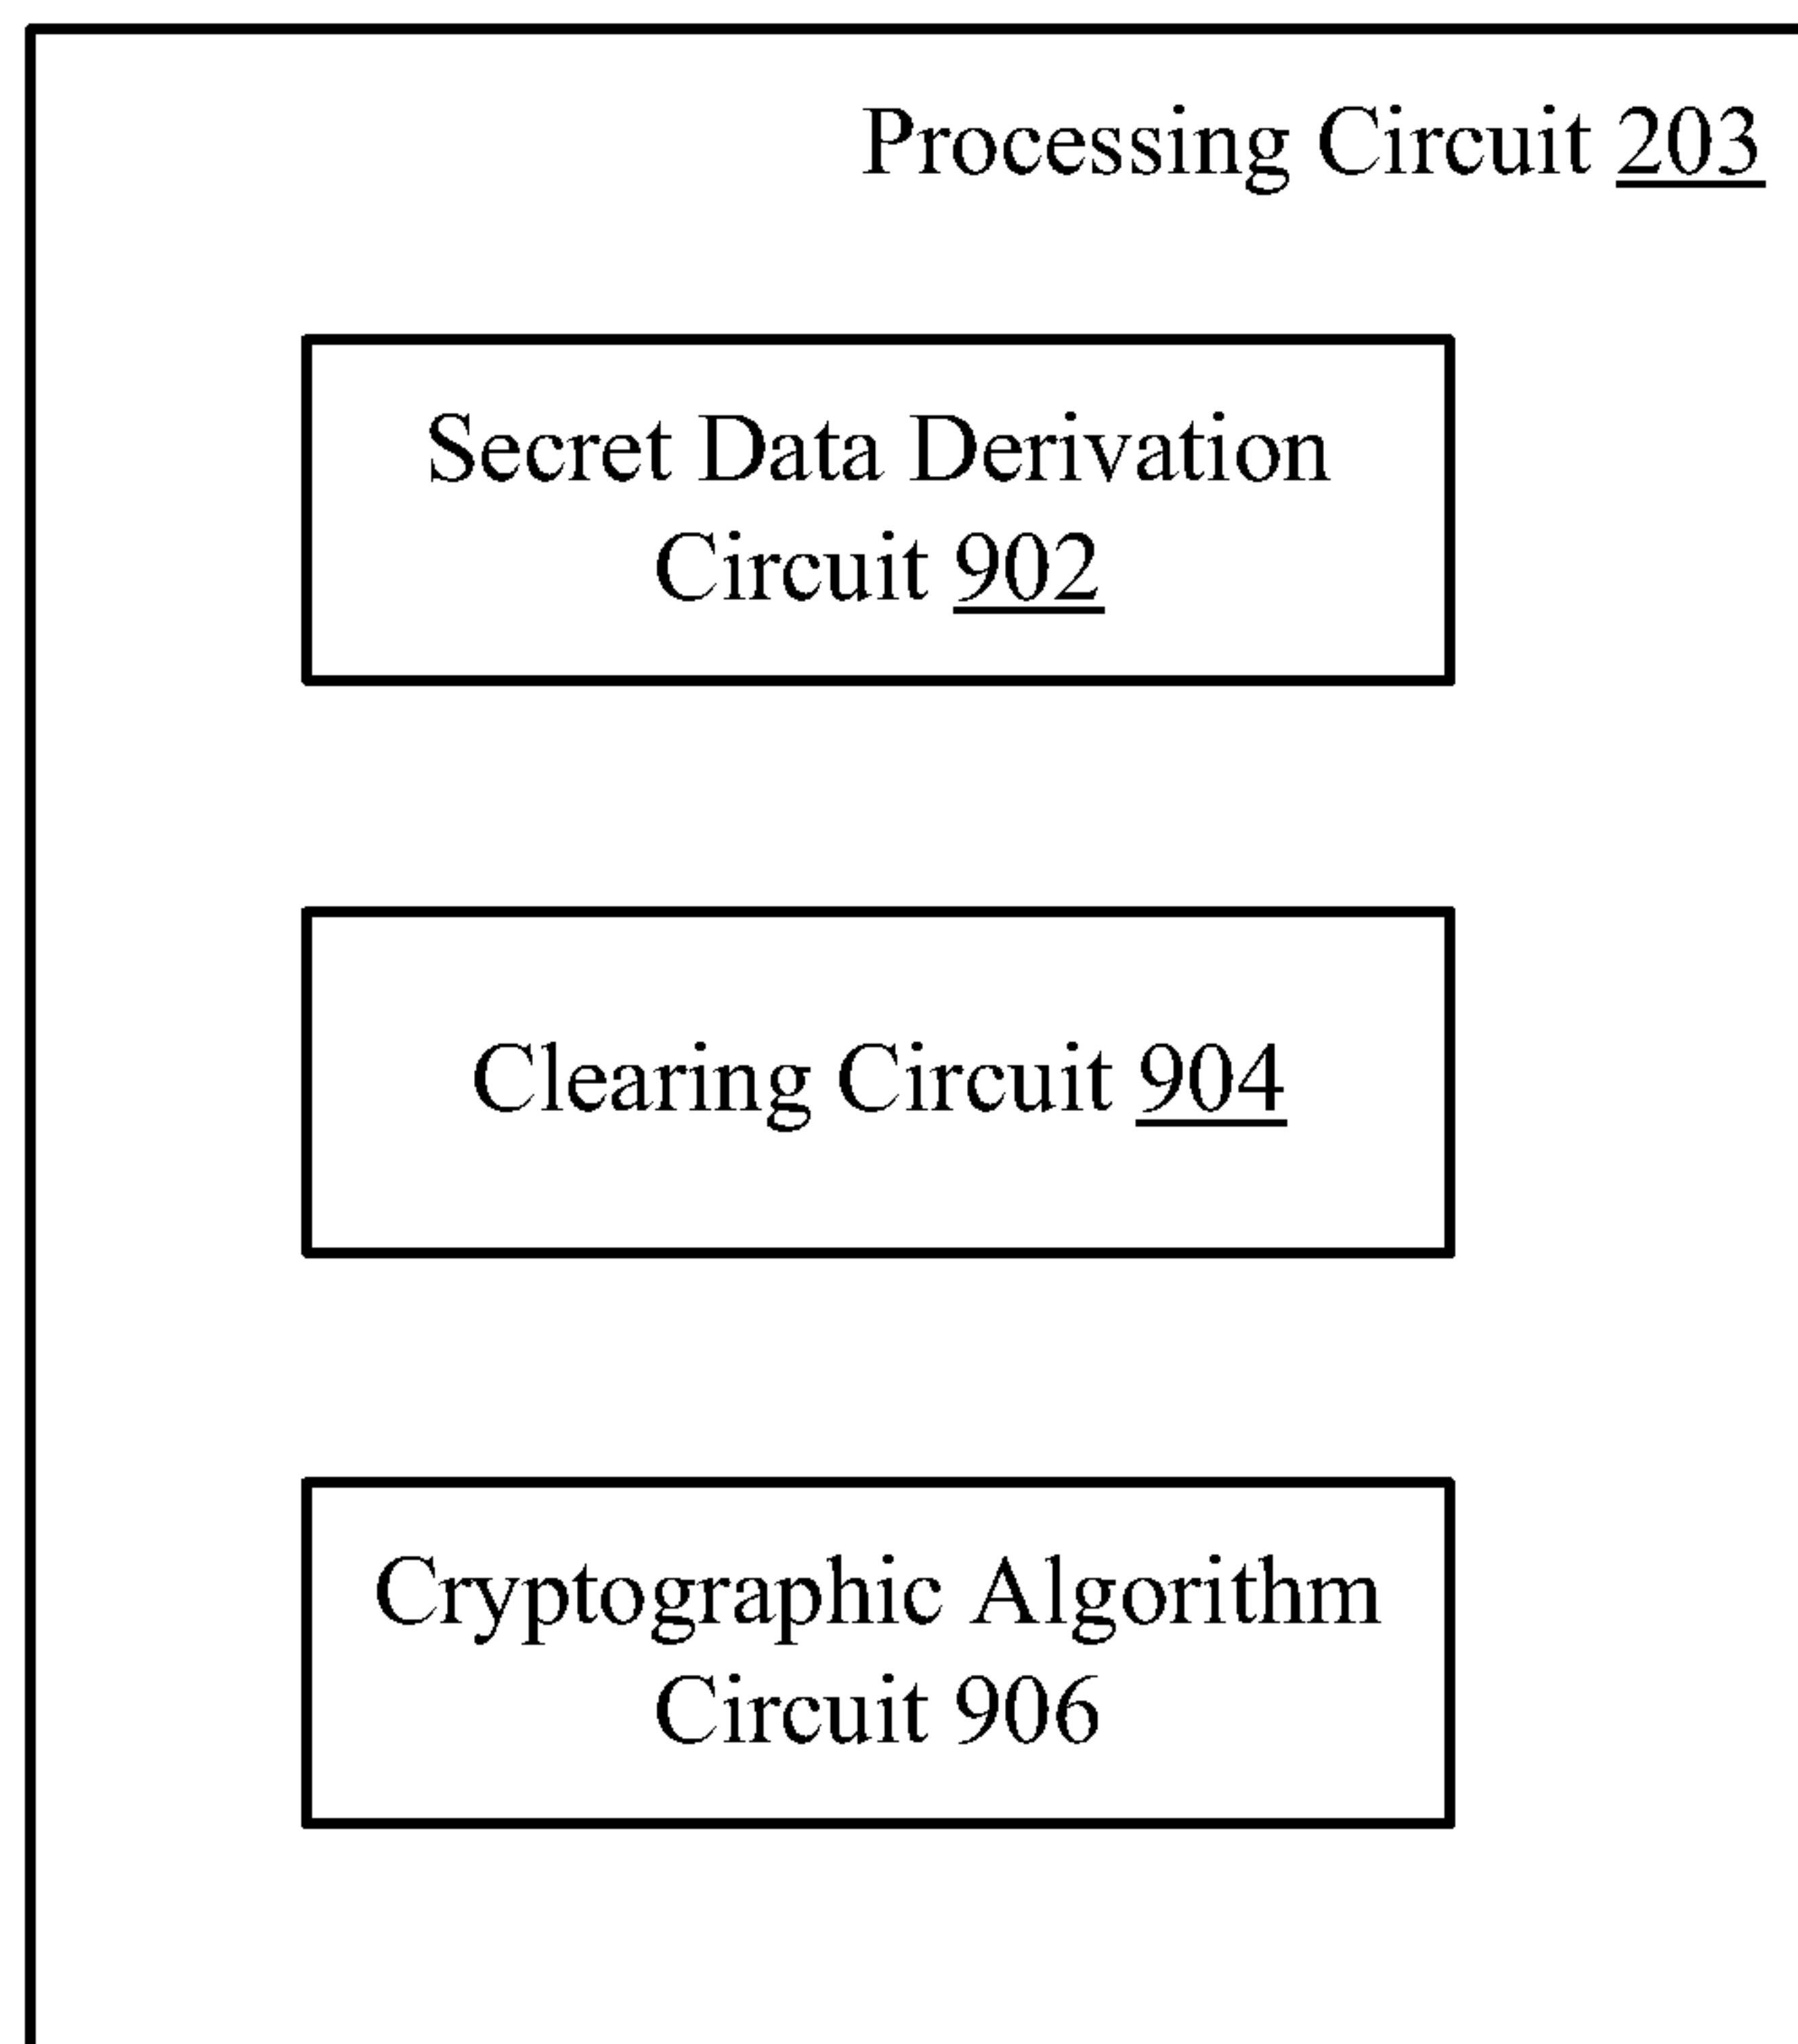 Processing Circuit 203
Secret Data Derivation
Circuit 902
Clearing Circuit 904
Cryptographic Algorithm
Circuit 906